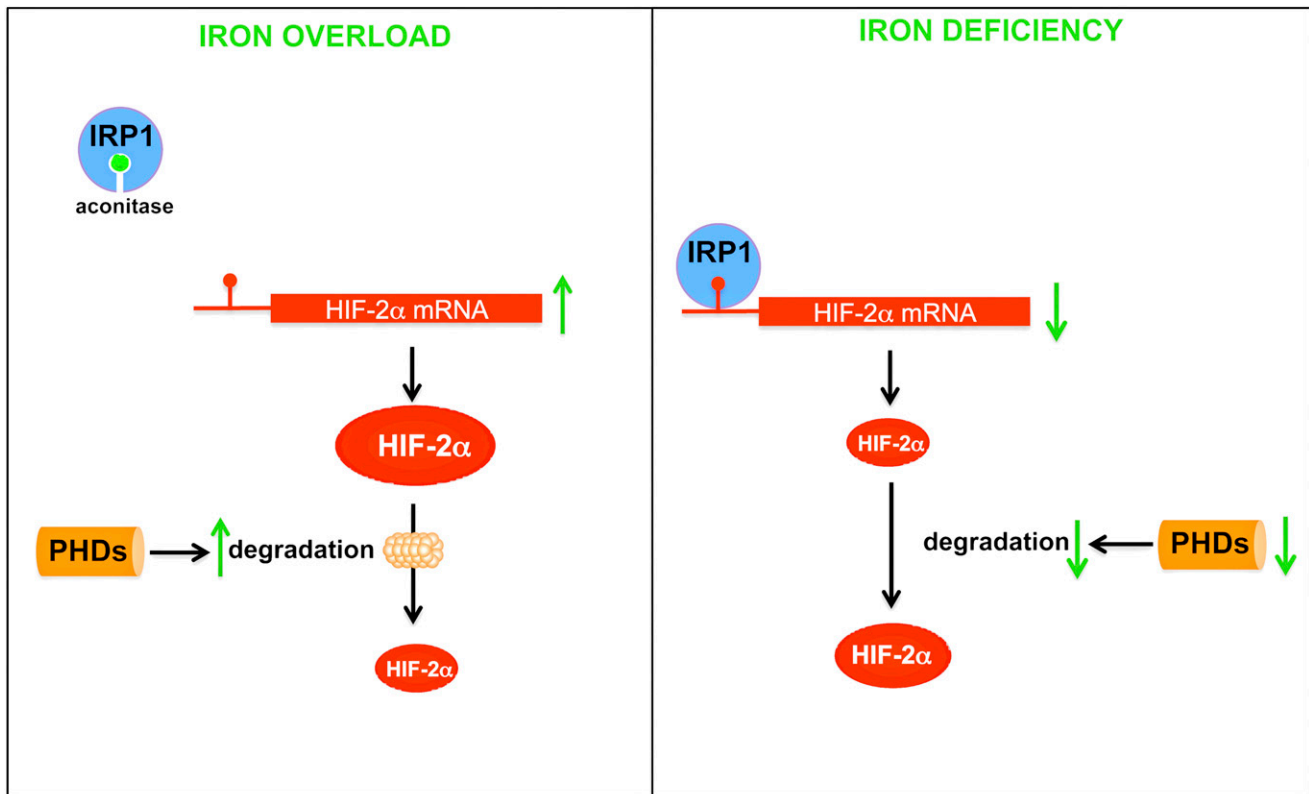 IRON OVERLOAD
IRP1
aconitase
HIF-2α mRNA
HIF-2α
PHDs
degradation
HIF-2α
IRON DEFICIENCY
IRP1
HIF-2α mRNA
HIF-2α
degradation
PHDs
HIF-2α